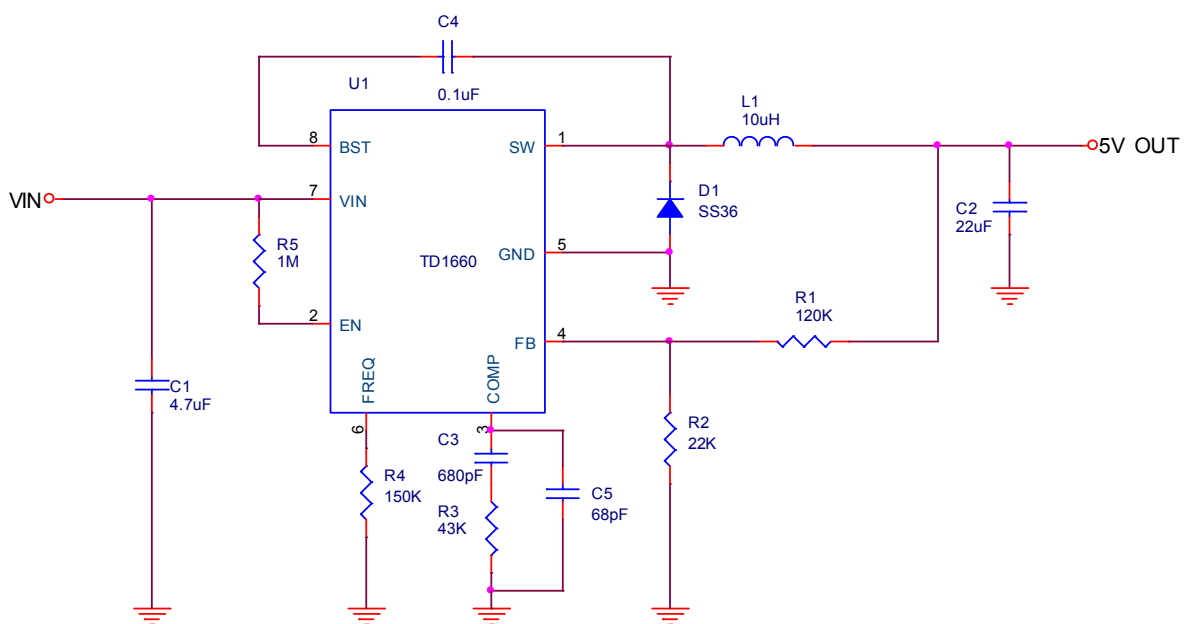 C4
0.1uF
U1
8
BST
SW
1
L1
10uH
5V OUT
VIN
7
VIN
D1
SS36
C2
22uF
R5
1M
TD1660
GND
5
2
EN
R1
120K
FB
4
FREQ
COMP
C1
4.7uF
6
3
R4
150K
C3
680pF
R3
43K
C5
68pF
R2
22K